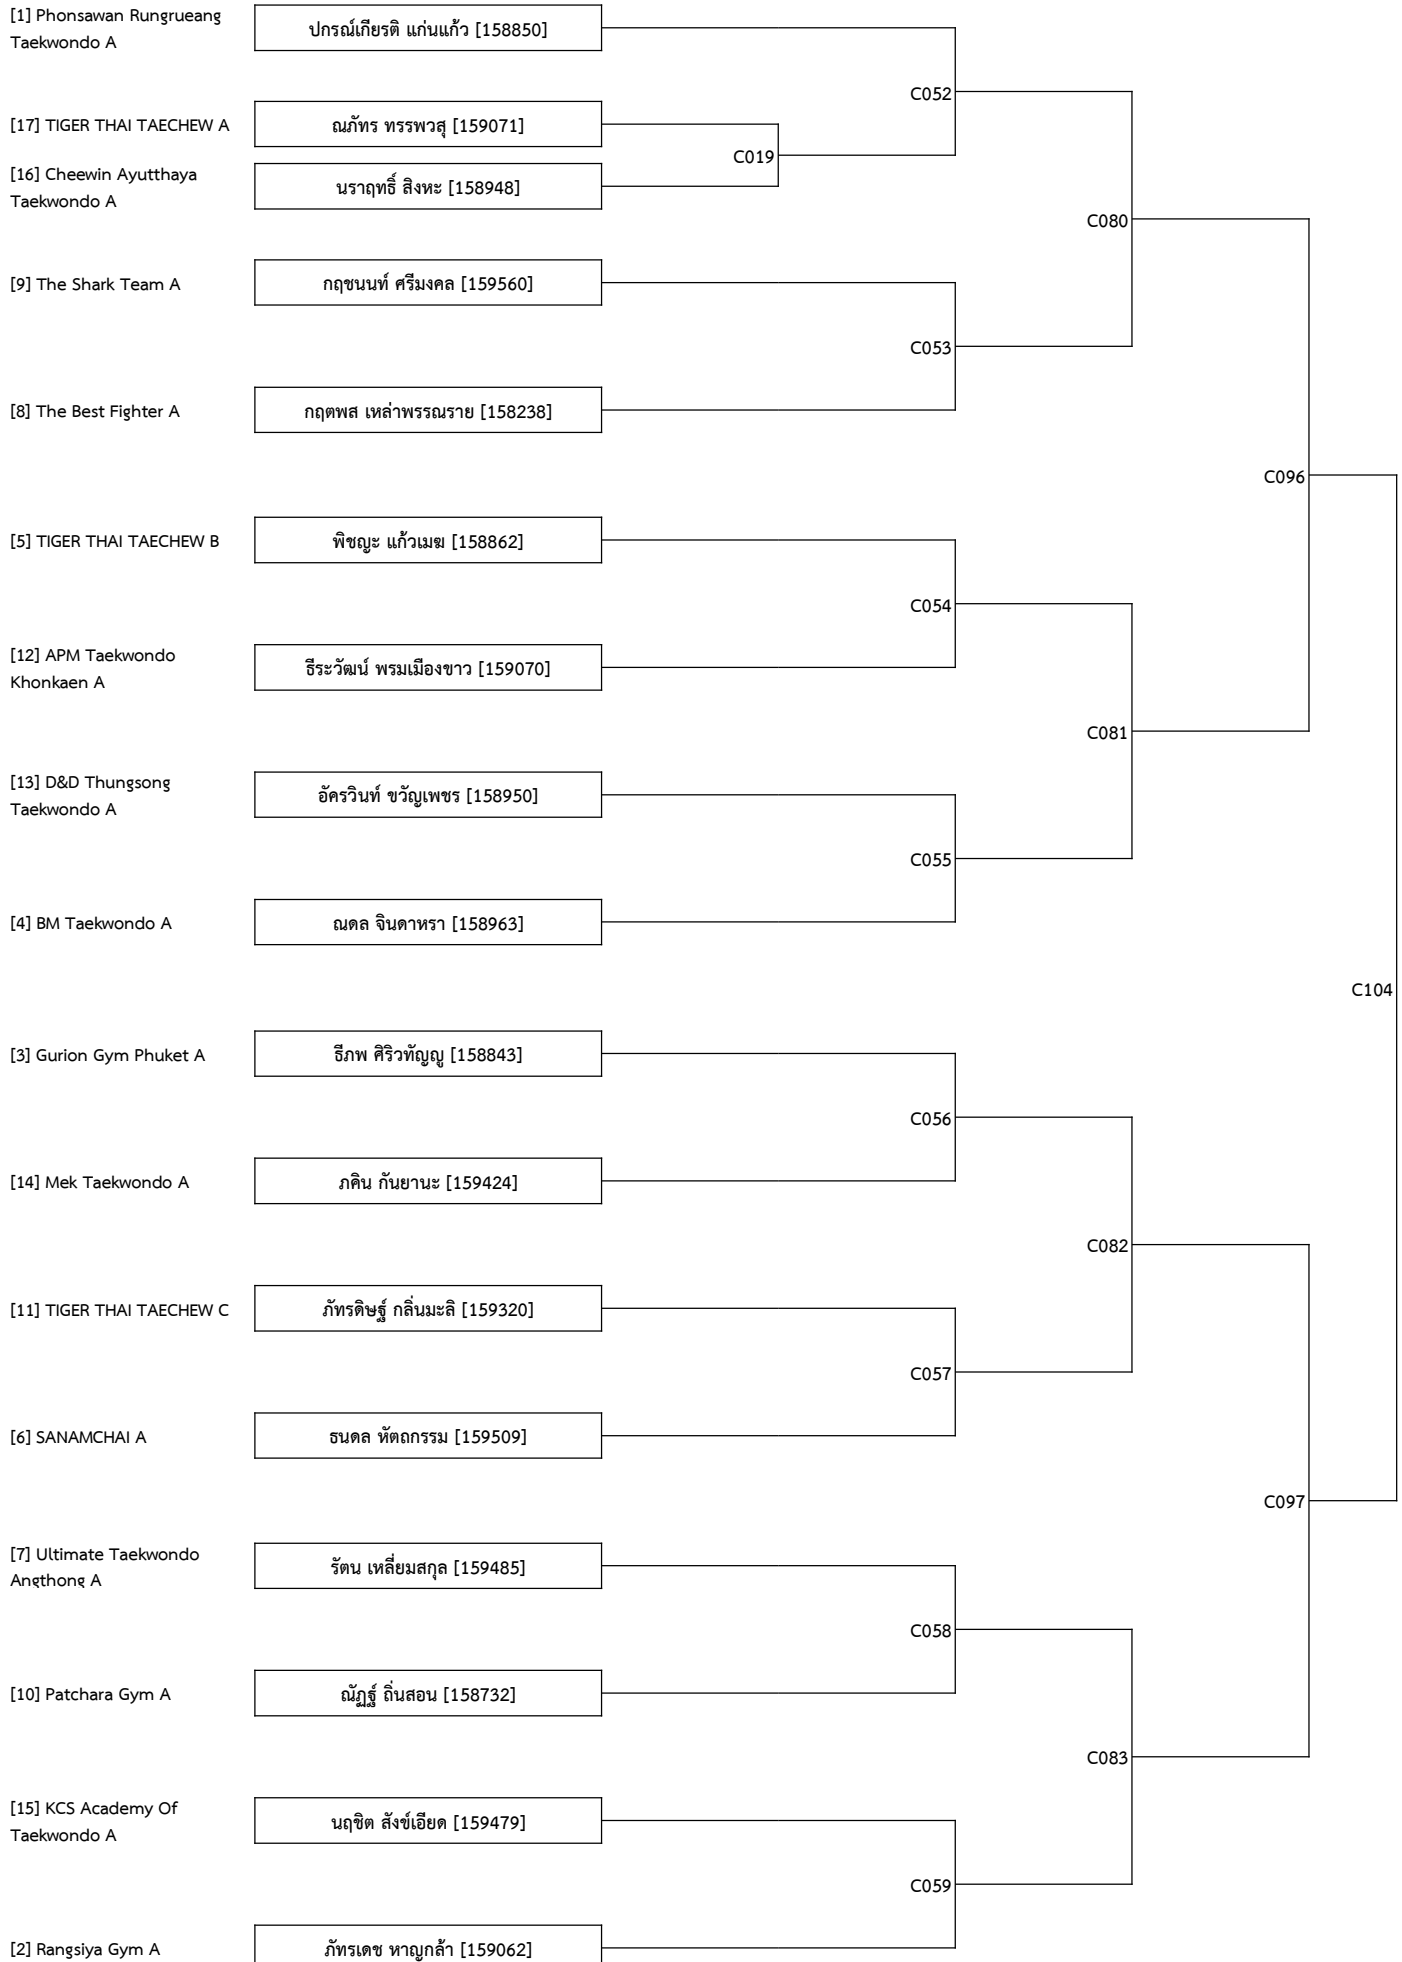 [1] Phonsawan Rungrueang
Taekwondo A
ปกรณ์เกียรติ แก่นแก้ว [158850]
C052
[17] TIGER THAI TAECHEW A
ณภัทร ทรรพวสุ [159071]
C019
[16] Cheewin Ayutthaya
Taekwondo A
นราฤทธิ์ สิงหะ [158948]
C080
[9] The Shark Team A
กฤชนนท์ ศรีมงคล [159560]
C053
[8] The Best Fighter A
กฤตพส เหล่าพรรณราย [158238]
C096
[5] TIGER THAI TAECHEW B
พิชญะ แก้วเมฆ [158862]
C054
[12] APM Taekwondo
Khonkaen A
ธีระวัฒน์ พรมเมืองขาว [159070]
C081
[13] D&D Thungsong
Taekwondo A
อัครวินท์ ขวัญเพชร [158950]
C055
[4] BM Taekwondo A
ณดล จินดาหรา [158963]
C104
[3] Gurion Gym Phuket A
ธีภพ ศิริวทัญญู [158843]
C056
[14] Mek Taekwondo A
ภคิน กันยานะ [159424]
C082
[11] TIGER THAI TAECHEW C
ภัทรดิษฐ์ กลิ่นมะลิ [159320]
C057
[6] SANAMCHAI A
ธนดล หัตถกรรม [159509]
C097
[7] Ultimate Taekwondo
Angthong A
รัตน เหลี่ยมสกุล [159485]
C058
[10] Patchara Gym A
ณัฏฐ์ ถิ่นสอน [158732]
C083
[15] KCS Academy Of
Taekwondo A
นฤชิต สังข์เอียด [159479]
C059
[2] Rangsiya Gym A
ภัทรเดช หาญกล้า [159062]